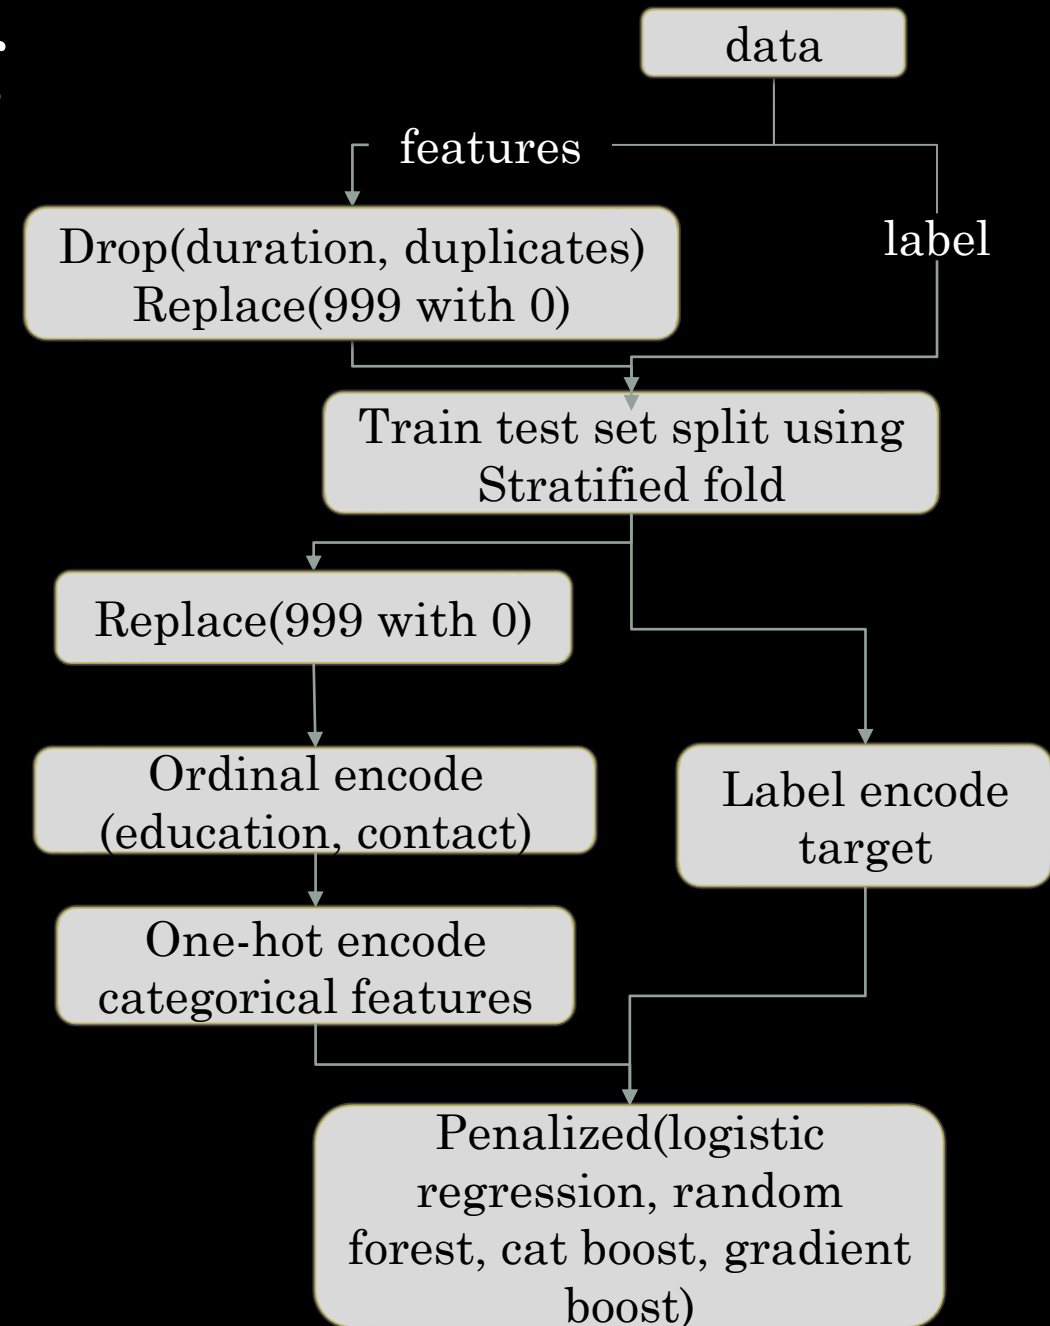 data
features
label
Drop(duration, duplicates)
Replace(999 with 0)
Train test set split using
Stratified fold
Replace(999 with 0)
Ordinal encode
(education, contact)
Label encode
target
One-hot encode
categorical features
Penalized(logistic
regression, random
forest, cat boost, gradient
boost)